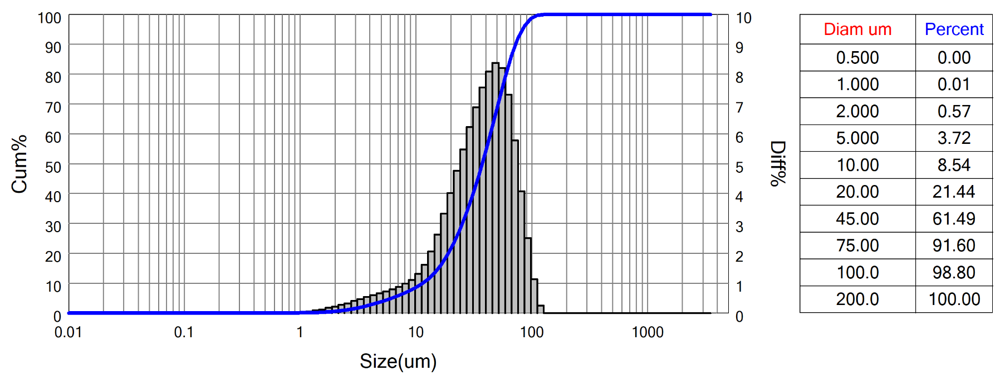 100 10 Diam um Percent
90 9 0.500 0.00
80 8 1.000 0.01
70 7 2.000 0.57
60 6 5.000 3.72
50 5 10.00 8.54
40 4 20.00 21.44
30 3 45.00 61.49
20 2 75.00 91.60
10 1 100.0 98.80
0 0 200.0 100.00
Cum%
Diff%
0.01 0.1 1 10 100 1000
Size(um)